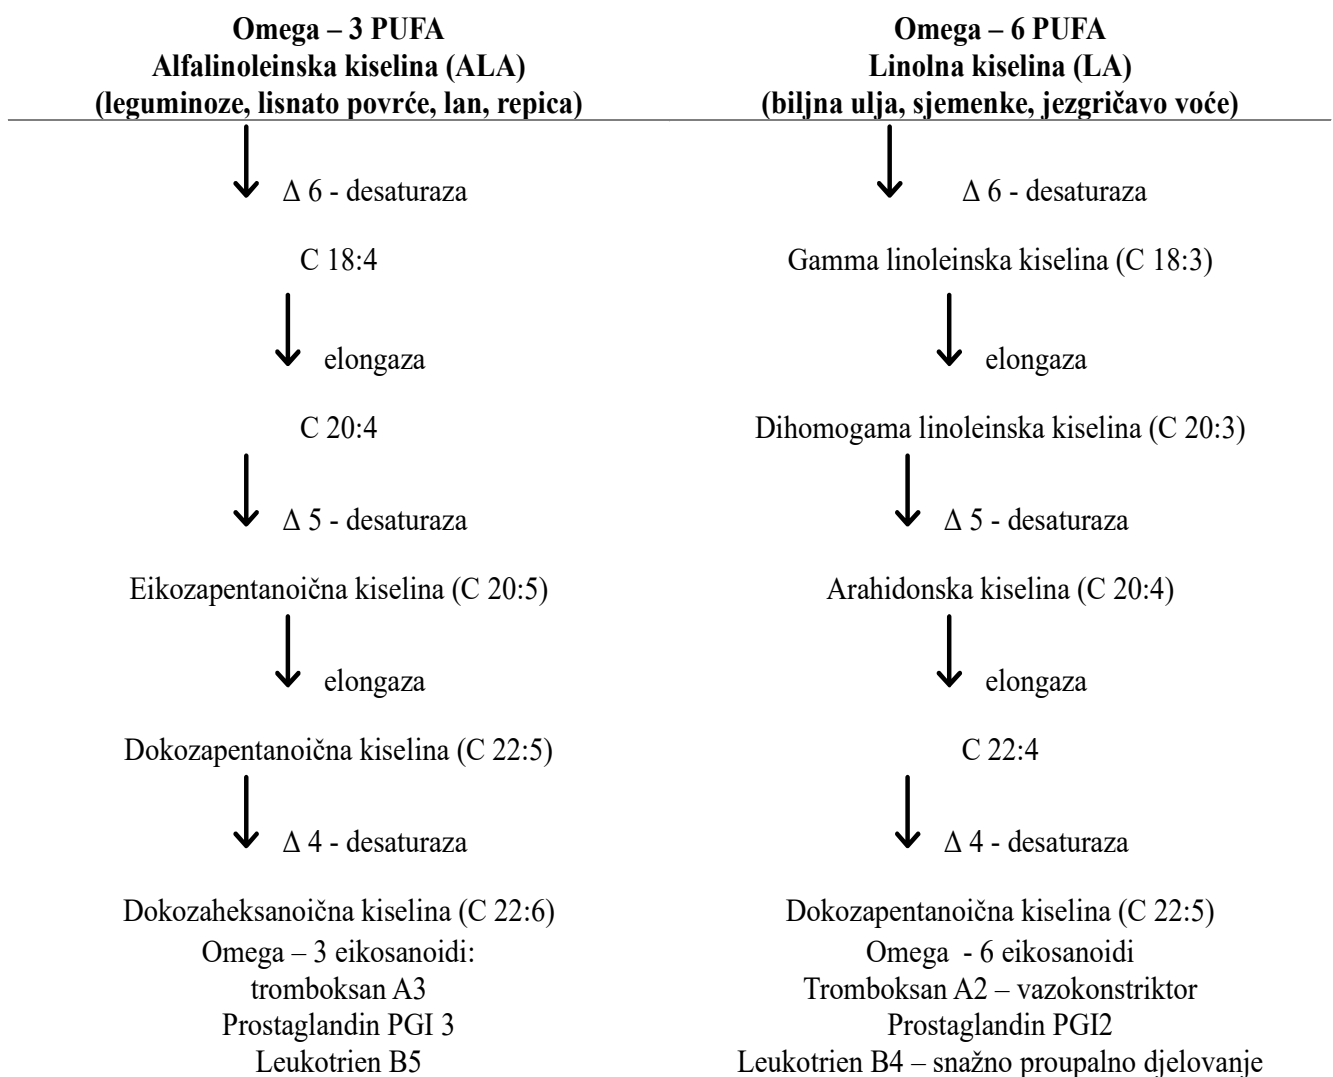 Omega – 3 PUFA
Alfalinoleinska kiselina (ALA)
(leguminoze, lisnato povrće, lan, repica)
Δ 6 - desaturaza
C 18:4
elongaza
C 20:4
Δ 5 - desaturaza
Eikozapentanoična kiselina (C 20:5)
elongaza
Dokozapentanoična kiselina (C 22:5)
Δ 4 - desaturaza
Dokozaheksanoična kiselina (C 22:6)
Omega – 3 eikosanoidi:
tromboksan A3
Prostaglandin PGI 3
Leukotrien B5
Omega – 6 PUFA
Linolna kiselina (LA)
(biljna ulja, sjemenke, jezgričavo voće)
Δ 6 - desaturaza
Gamma linoleinska kiselina (C 18:3)
elongaza
Dihomogama linoleinska kiselina (C 20:3)
Δ 5 - desaturaza
Arahidonska kiselina (C 20:4)
elongaza
C 22:4
Δ 4 - desaturaza
Dokozapentanoična kiselina (C 22:5)
Omega - 6 eikosanoidi
Tromboksan A2 – vazokonstriktor
Prostaglandin PGI2
Leukotrien B4 – snažno proupalno djelovanje